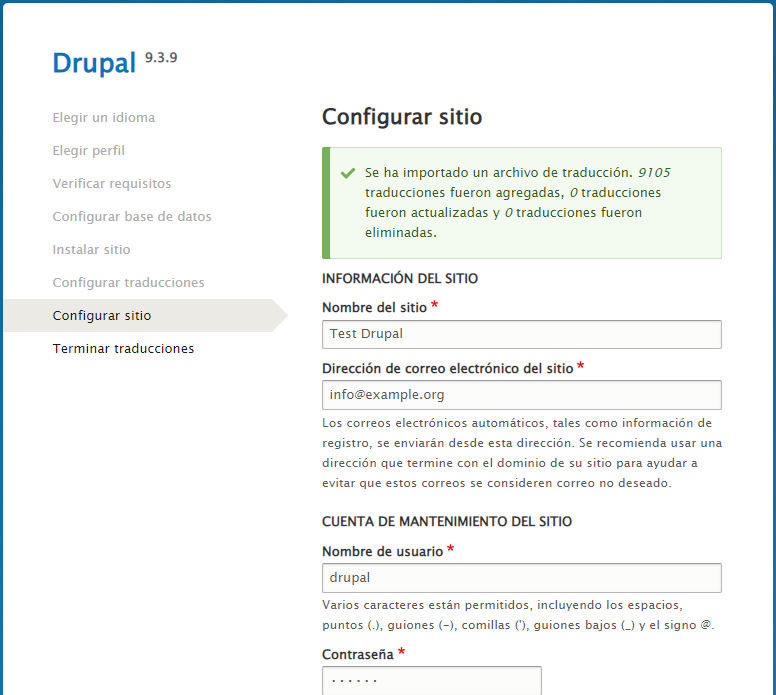 Drupal 9.3.9
Elegir un idioma
Elegir perfil
Verificar requisitos
Configurar base de datos
Instalar sitio
Configurar traducciones
Configurar sitio
Terminar traducciones
Configurar sitio
Se ha importado un archivo de traducción. 9105
traducciones fueron agregadas, 0 traducciones
fueron actualizadas y 0 traducciones fueron
eliminadas.
INFORMACIÓN DEL SITIO
Nombre del sitio *
Test Drupal
Dirección de correo electrónico del sitio *
info@example.org
Los correos electrónicos automáticos, tales como información de
registro, se enviarán desde esta dirección. Se recomienda usar una
dirección que termine con el dominio de su sitio para ayudar a
evitar que estos correos se consideren correo no deseado.
CUENTA DE MANTENIMIENTO DEL SITIO
Nombre de usuario *
drupal
Varios caracteres están permitidos, incluyendo los espacios,
puntos (.), guiones (-), comillas ('), guiones bajos (_) y el signo @.
Contraseña *
······